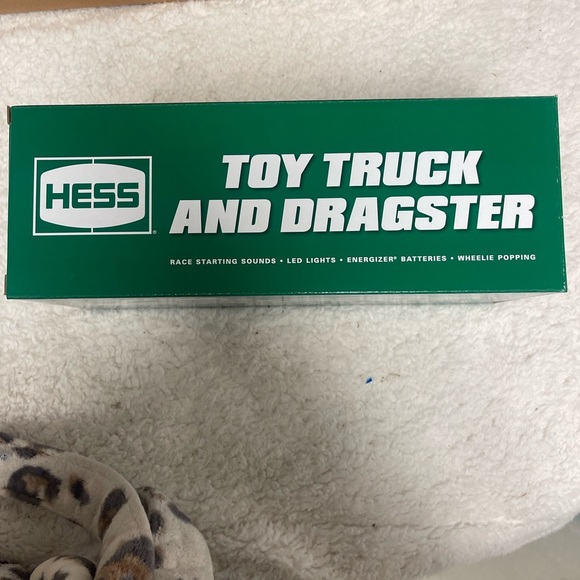 HESS
TOY TRUCK
AND DRAGSTER
RACE STARTING SOUNDS • LED LIGHTS • ENERGIZER® BATTERIES • WHEELIE POPPING